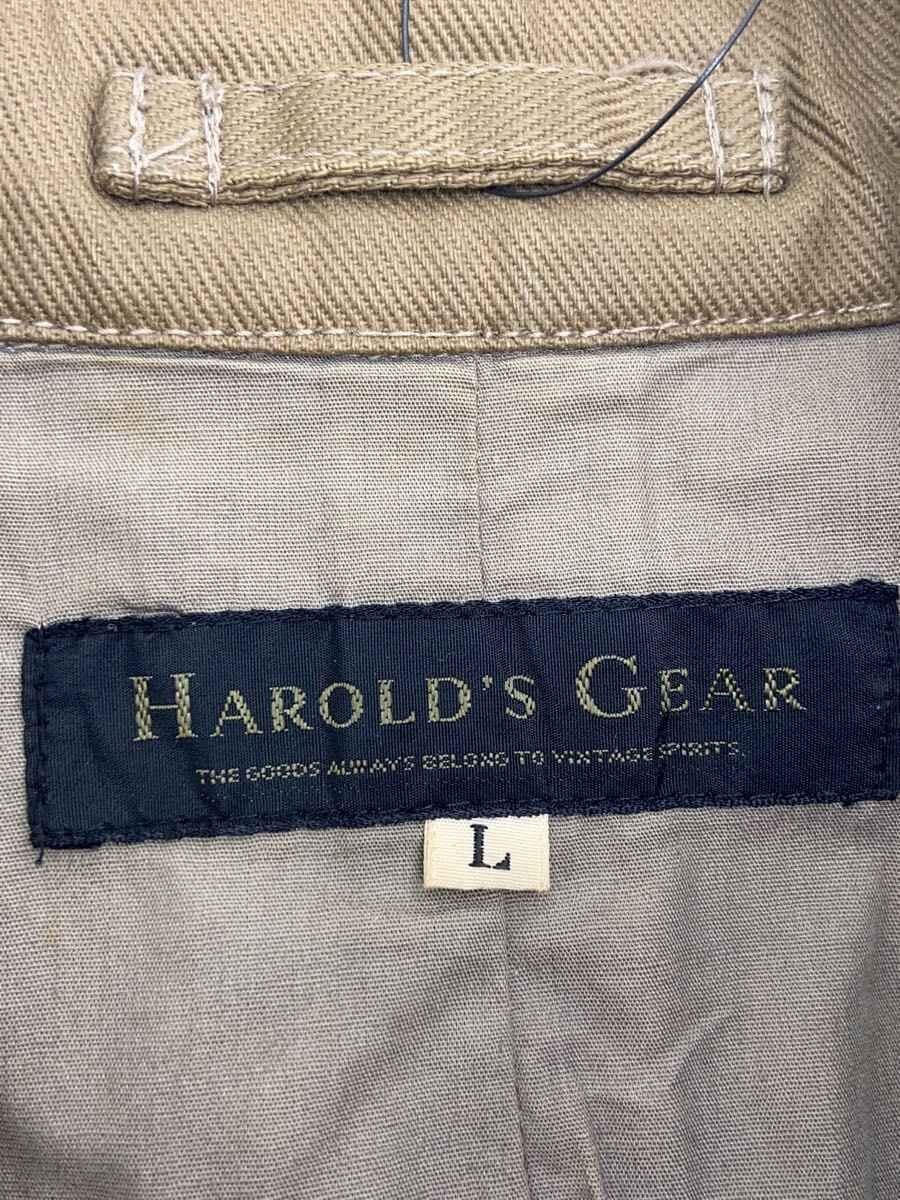 HAROLD'S GEAR
THE GOODS ALWAYS BELONG TO VINTAGE SPIRITS.
L